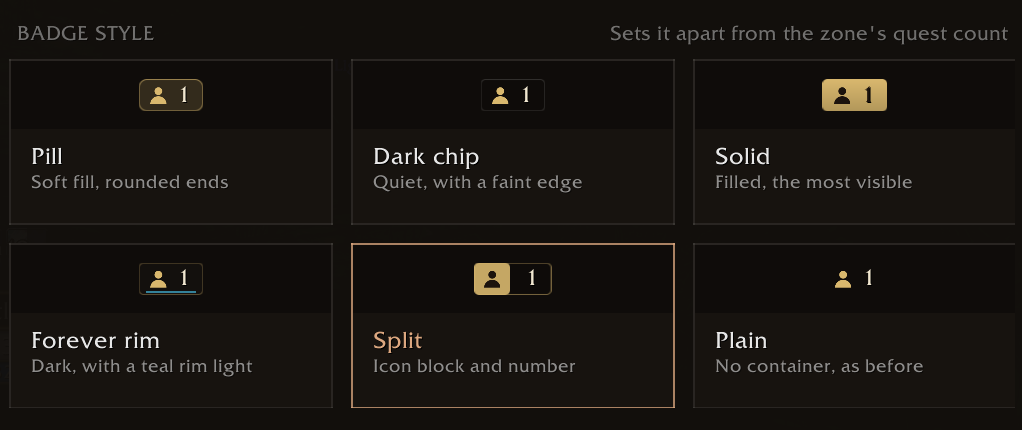 BADGE STYLE
Sets it apart from the zone's quest count
1
1
1
Pill
Dark chip
Solid
Soft fill, rounded ends
Quiet, with a faint edge
Filled, the most visible
1
1
1
Forever rim
Split
Plain
Dark, with a teal rim light
Icon block and number
No container, as before